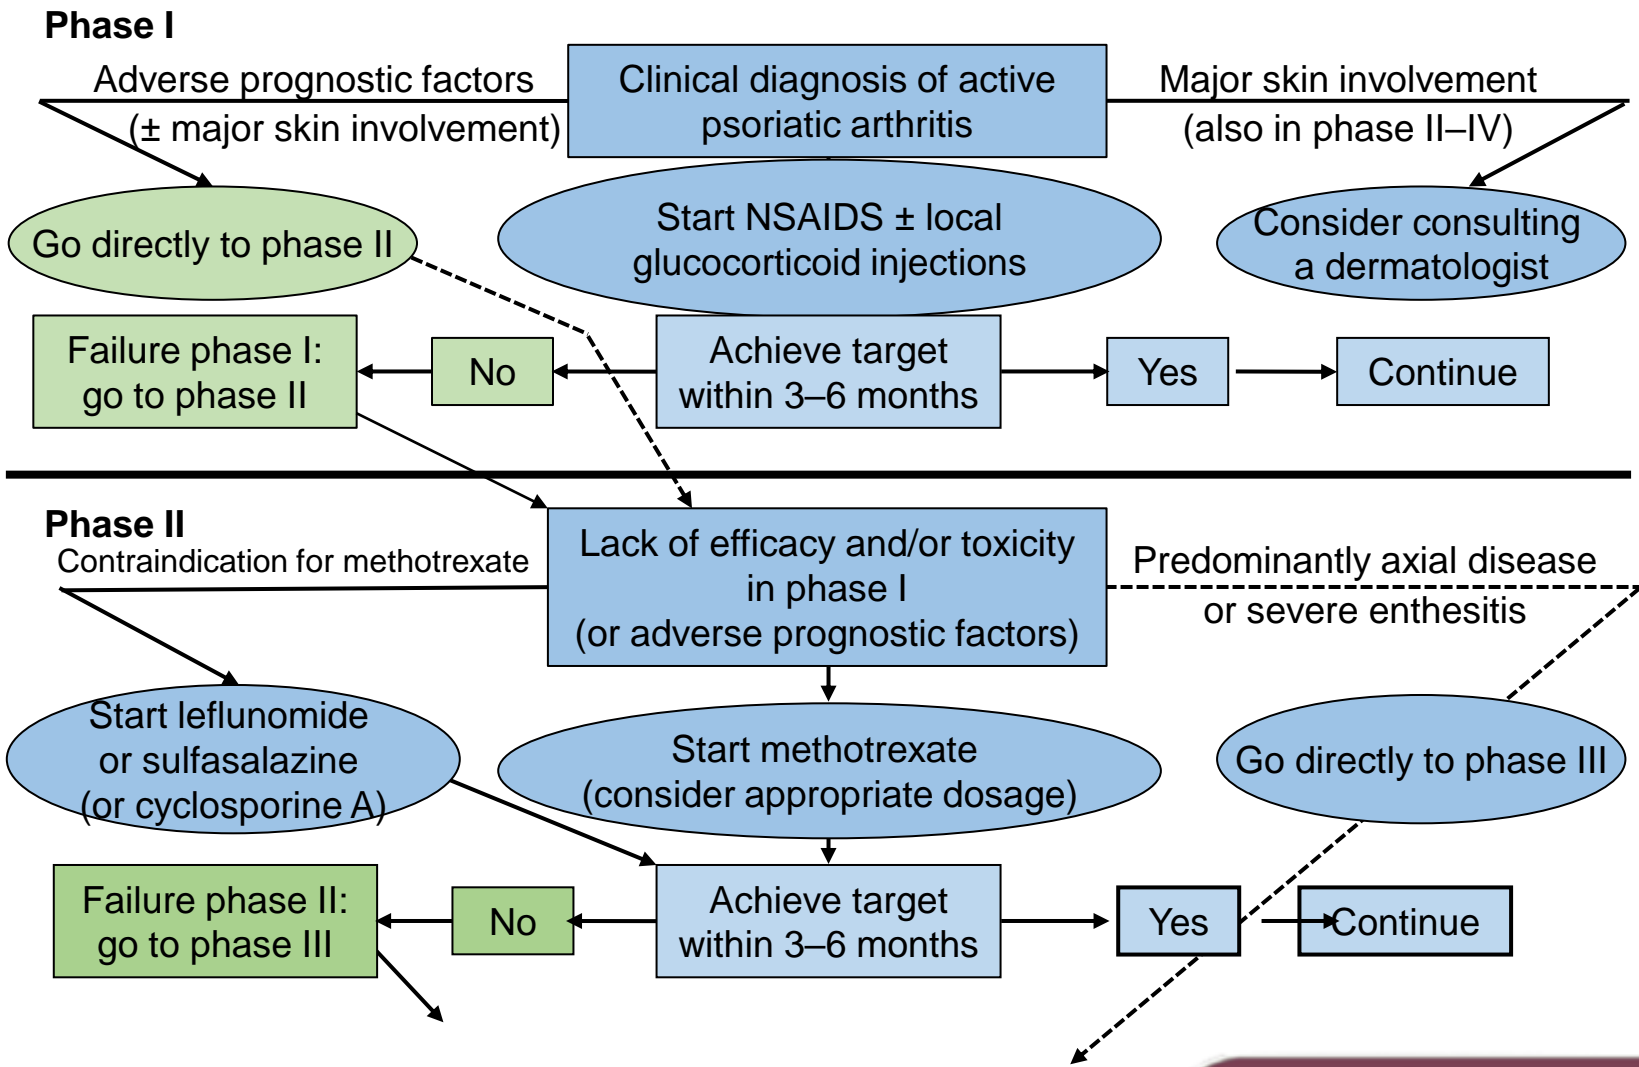 Phase I
Adverse prognostic factors
(± major skin involvement)
Clinical diagnosis of active
psoriatic arthritis
Major skin involvement
(also in phase II–IV)
Go directly to phase II
Start NSAIDS ± local
glucocorticoid injections
Consider consulting
a dermatologist
Failure phase I:
go to phase II
No
Achieve target
within 3–6 months
Yes
Continue
Phase II
Contraindication for methotrexate
Lack of efficacy and/or toxicity
in phase I
(or adverse prognostic factors)
Predominantly axial disease
or severe enthesitis
Start leflunomide
or sulfasalazine
(or cyclosporine A)
Start methotrexate
(consider appropriate dosage)
Go directly to phase III
Failure phase II:
go to phase III
No
Achieve target
within 3–6 months
Yes
Continue